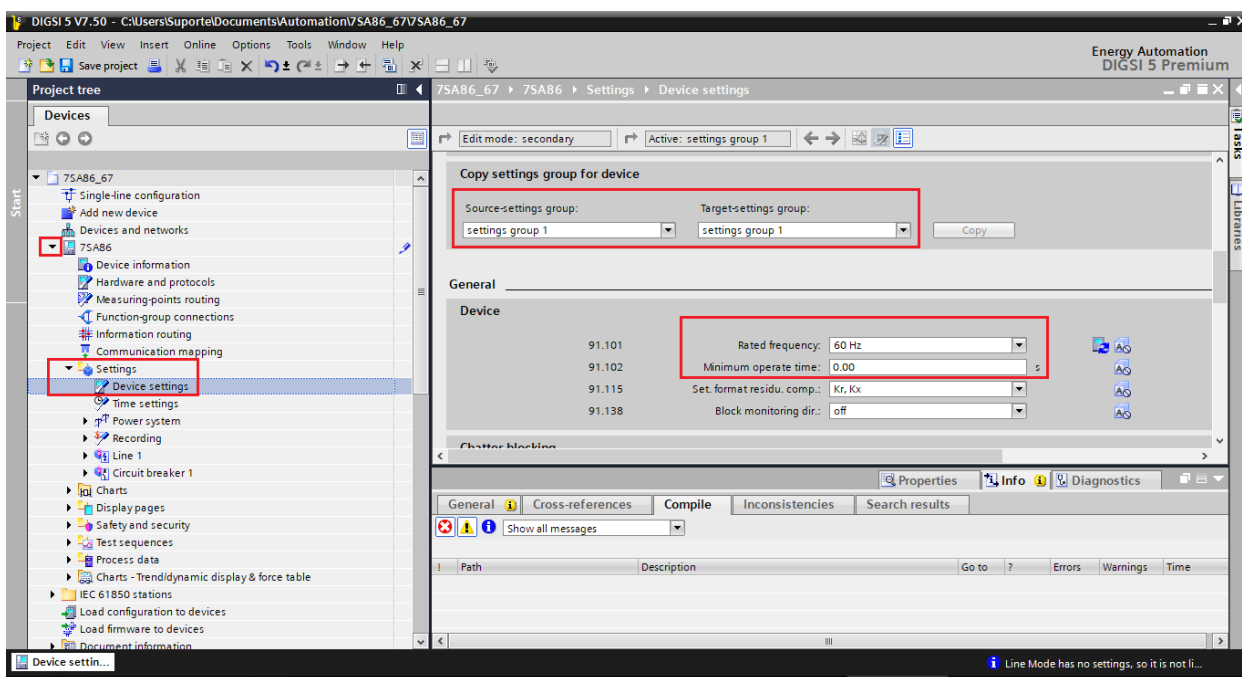 DIGSI 5 V7.50 - C:\Users\Suporte\Documents\Automation\7SA86_67\7SA86_67
Project Edit View Insert Online Options Tools Window Help
Energy Automation
DIGSI 5 Premium
Save project
Project tree
7SA86_67 ▸ 7SA86 ▸ Settings ▸ Device settings
Devices
Edit mode: secondary
Active: settings group 1
Start
Tasks
Libraries
7SA86_67
Single-line configuration
Add new device
Devices and networks
7SA86
Device information
Hardware and protocols
Measuring-points routing
Function-group connections
Information routing
Communication mapping
Settings
Device settings
Time settings
Power system
Recording
Line 1
Circuit breaker 1
Charts
Display pages
Safety and security
Test sequences
Process data
Charts - Trend/dynamic display & force table
IEC 61850 stations
Load configuration to devices
Load firmware to devices
Document information
Copy settings group for device
Source-settings group: Target-settings group:
settings group 1 settings group 1 Copy
General
Device
91.101 Rated frequency: 60 Hz
91.102 Minimum operate time: 0.00 s
91.115 Set. format residu. comp.: Kr, Kx
91.138 Block monitoring dir.: off
Chatter blocking
Properties Info Diagnostics
General Cross-references Compile Inconsistencies Search results
Show all messages
! Path Description Go to ? Errors Warnings Time
Device settin...
Line Mode has no settings, so it is not li...